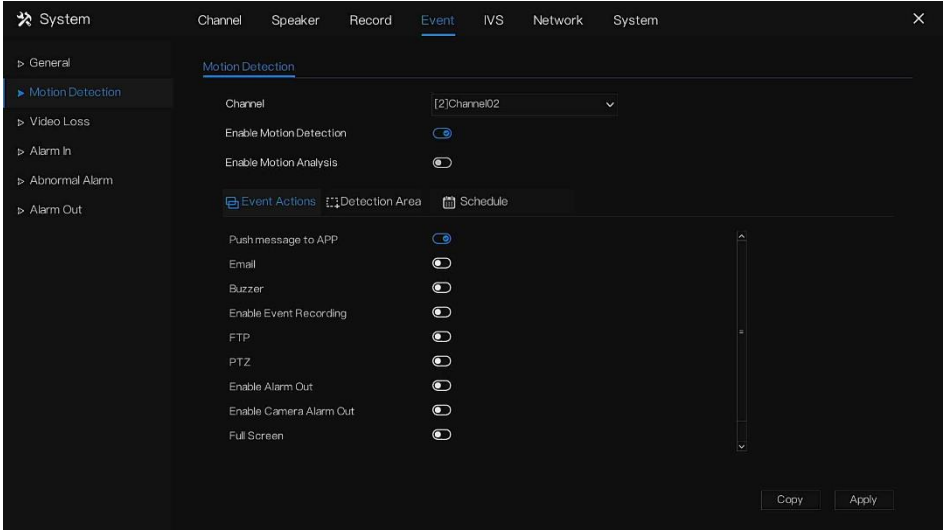 System Channel Speaker Record Event IVS Network System
General
Motion Detection
Motion Detection
Channel [2]Channel02
Video Loss
Enable Motion Detection
Alarm In
Enable Motion Analysis
Abnormal Alarm
Alarm Out
Event Actions Detection Area Schedule
Push message to APP
Email
Buzzer
Enable Event Recording
FTP
PTZ
Enable Alarm Out
Enable Camera Alarm Out
Full Screen
Copy Apply